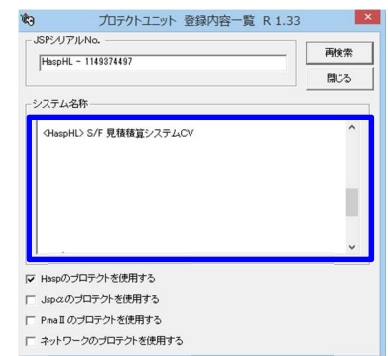 プロテクトユニット 登録内容一覧 R 1.33
JSPシリアルNo.
HaspHL - 1149374497
再検索
閉じる
システム名称
<HaspHL> S/F 見積積算システムCV
Haspのプロテクトを使用する
Jspαのプロテクトを使用する
PmaⅡのプロテクトを使用する
ネットワークのプロテクトを使用する